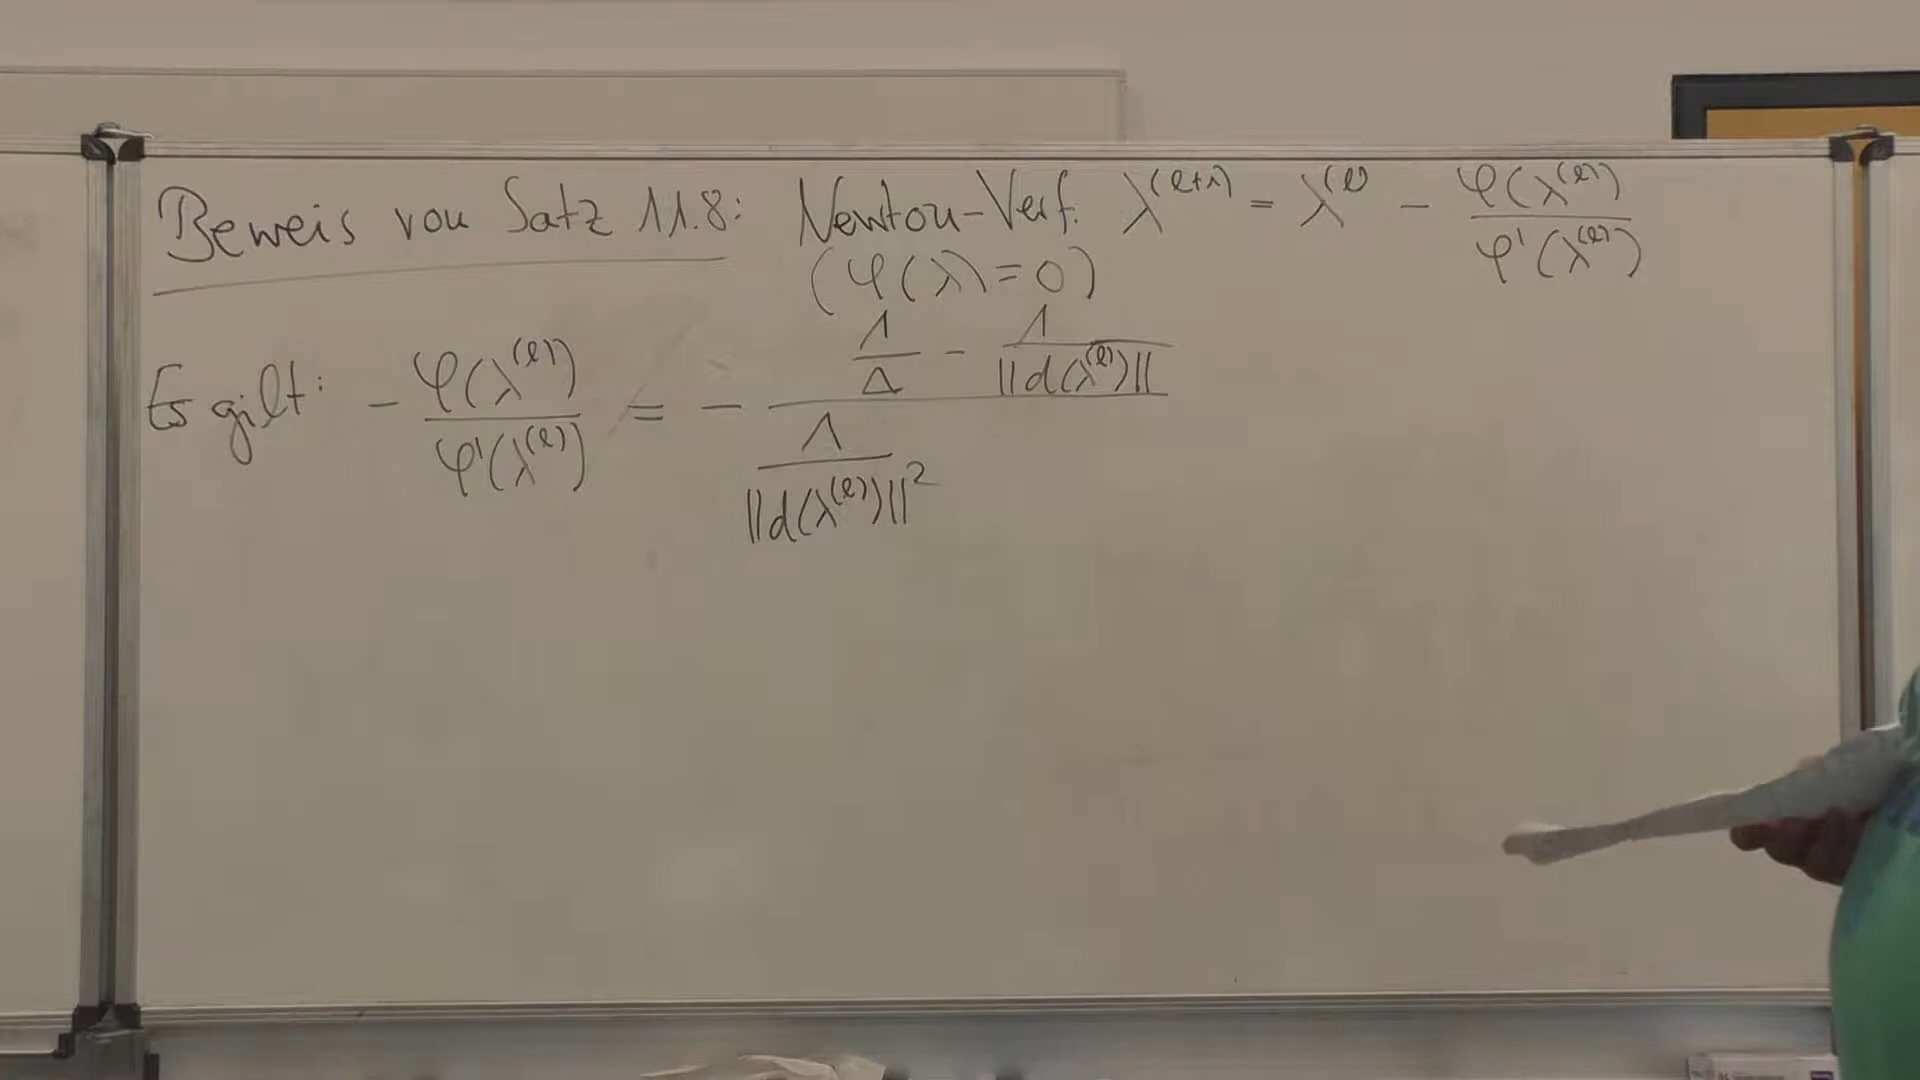 Beweis von Satz 11.8: Newton-Verf. λ^(l+1) = λ^(l) - φ(λ^(l)) / φ'(λ^(l))
(φ(λ) = 0)
Es gilt: - φ(λ^(l)) / φ'(λ^(l)) = - (1/Δ - 1/||d(λ^(l))||) / (1/||d(λ^(l))||²)